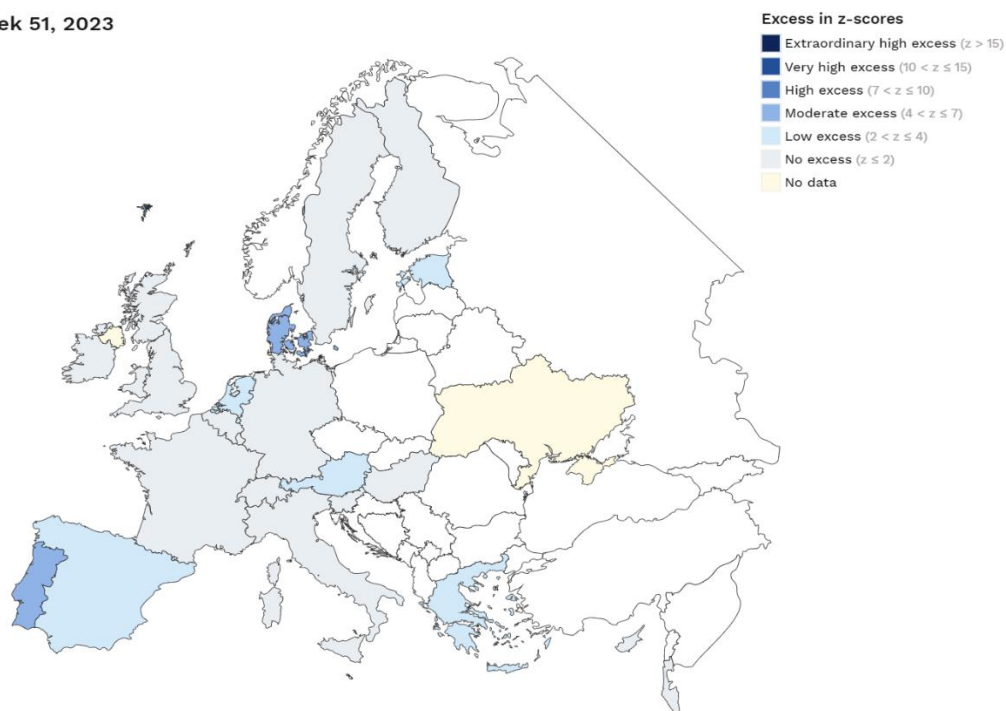 ek 51, 2023
Excess in z-scores
Extraordinary high excess (z > 15)
Very high excess (10 < z ≤ 15)
High excess (7 < z ≤ 10)
Moderate excess (4 < z ≤ 7)
Low excess (2 < z ≤ 4)
No excess (z ≤ 2)
No data